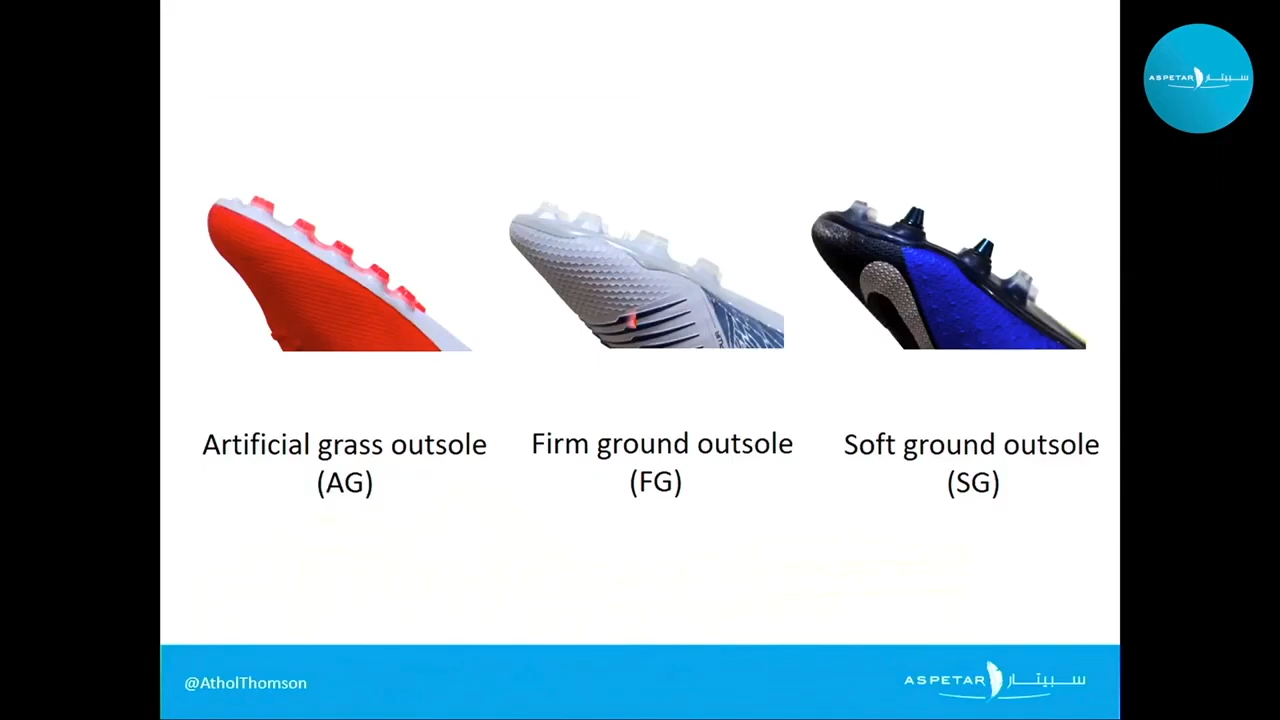 ASPETAR سبيتار
Artificial grass outsole
(AG)
Firm ground outsole
(FG)
Soft ground outsole
(SG)
@AtholThomson
ASPETAR سبيتار